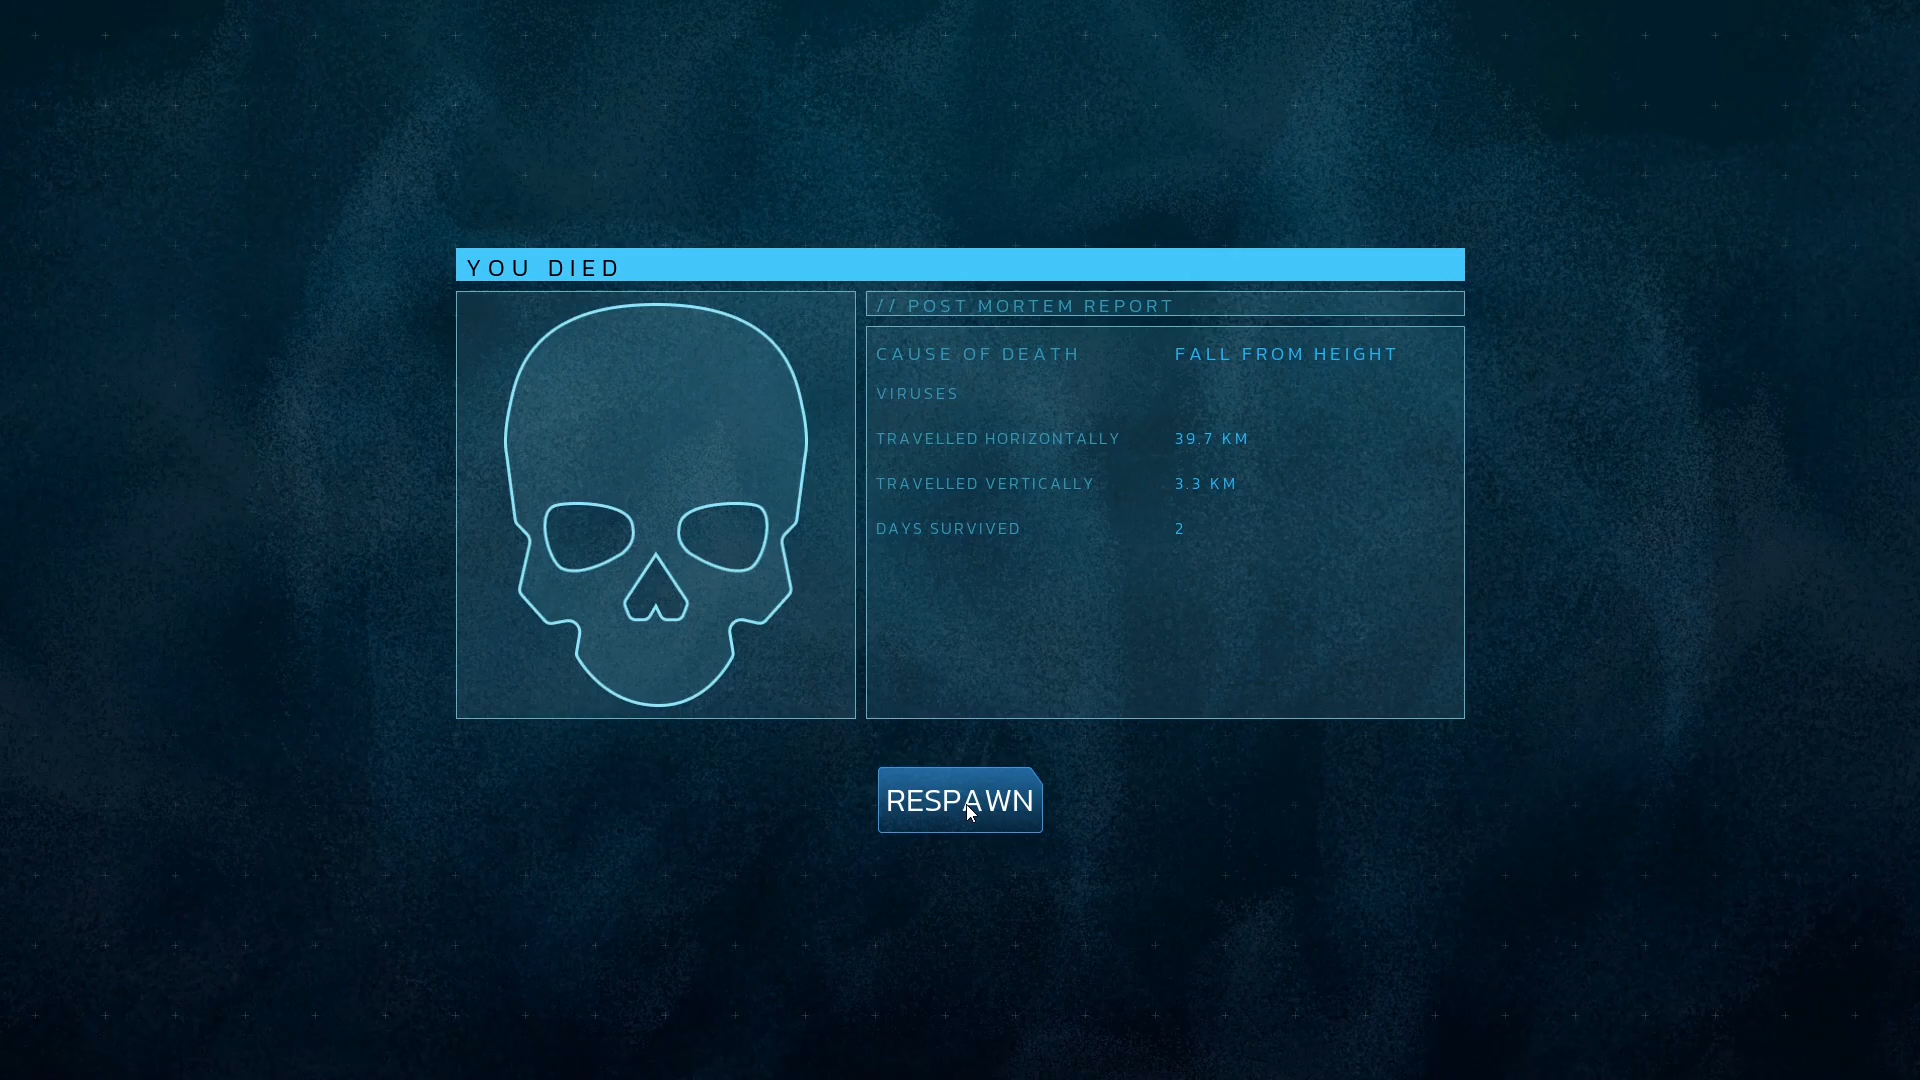 YOU DIED
// POST MORTEM REPORT
CAUSE OF DEATH FALL FROM HEIGHT
VIRUSES
TRAVELLED HORIZONTALLY 39.7 KM
TRAVELLED VERTICALLY 3.3 KM
DAYS SURVIVED 2
RESPAWN